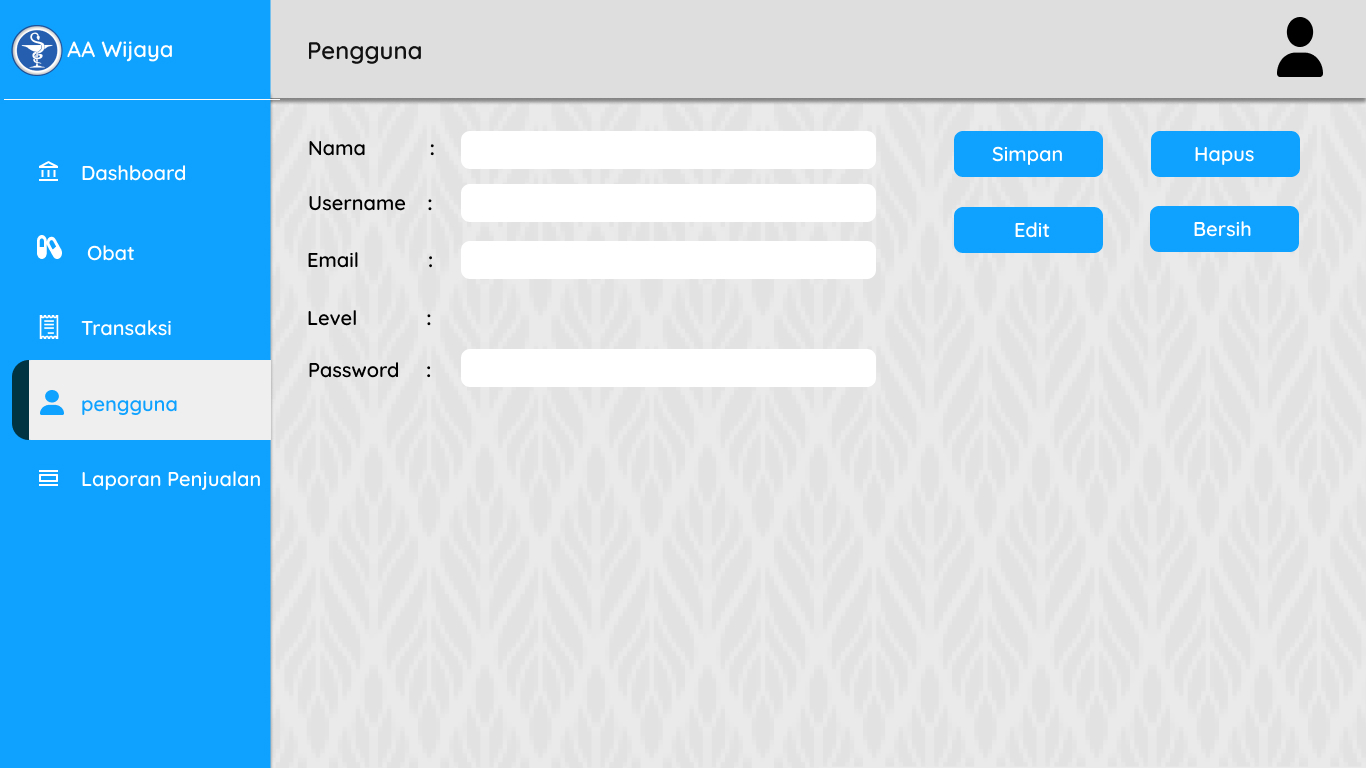 AA Wijaya
Pengguna
Dashboard
Obat
Transaksi
pengguna
Laporan Penjualan
Nama :
Username :
Email :
Level :
Password :
Simpan
Hapus
Edit
Bersih